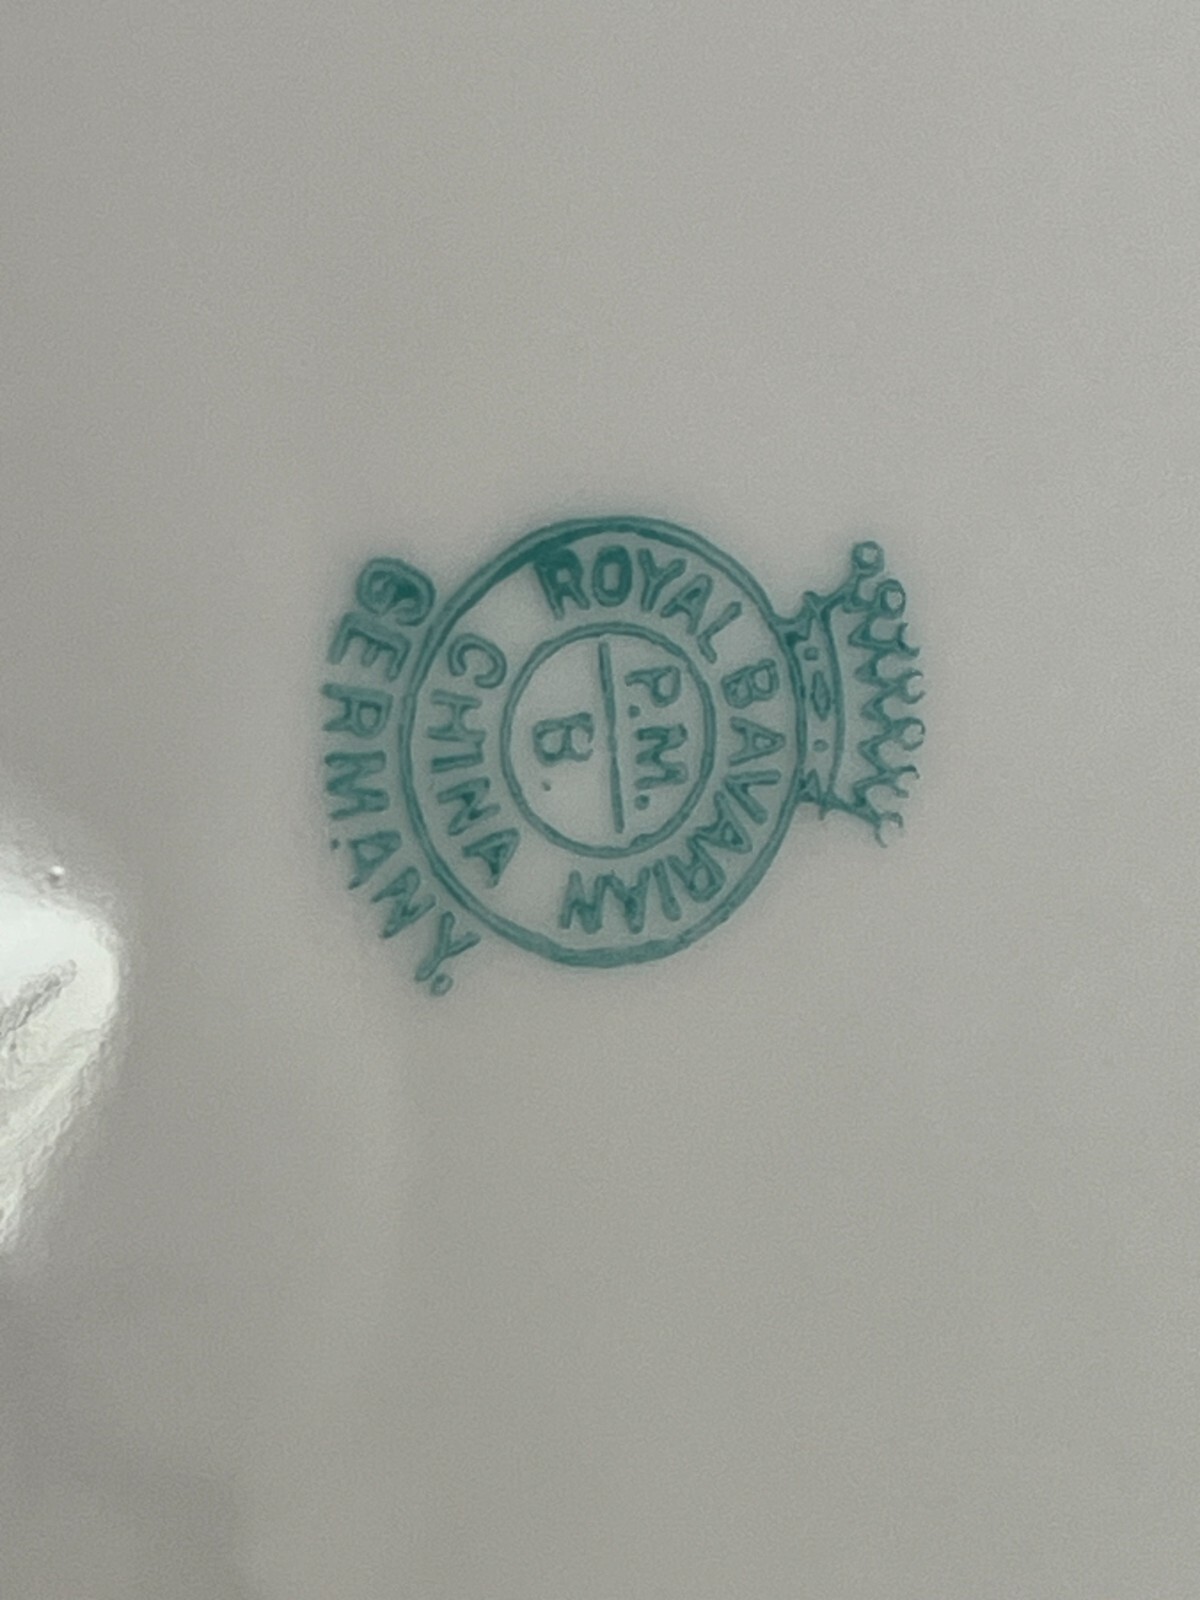 ROYAL BAVARIAN
P.M.
B.
CHINA
GERMANY.